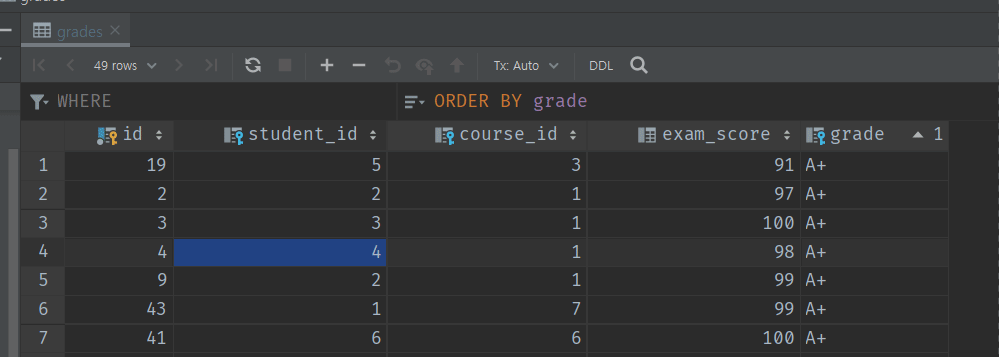 grades
49 rows Tx: Auto DDL
WHERE ORDER BY grade
id student_id course_id exam_score grade 1
1 19 5 3 91 A+
2 2 2 1 97 A+
3 3 3 1 100 A+
4 4 4 1 98 A+
5 9 2 1 99 A+
6 43 1 7 99 A+
7 41 6 6 100 A+